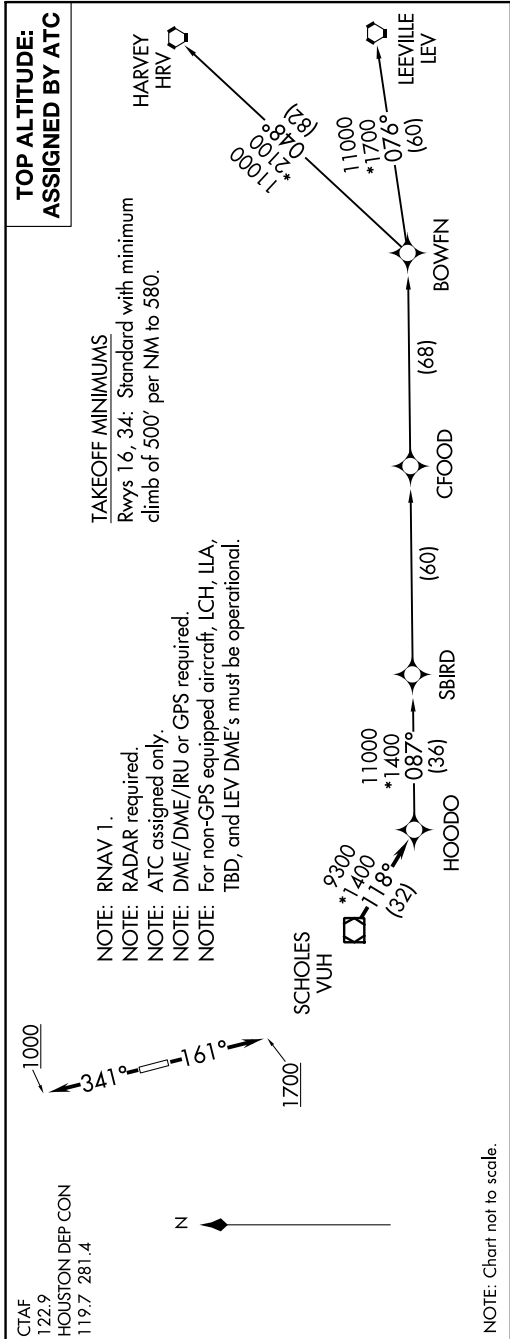 CTAF
122.9
HOUSTON DEP CON
119.7 281.4
TOP ALTITUDE:
ASSIGNED BY ATC
1000
341°
161°
1700
N
NOTE: RNAV 1.
NOTE: RADAR required.
NOTE: ATC assigned only.
NOTE: DME/DME/IRU or GPS required.
NOTE: For non-GPS equipped aircraft, LCH, LLA,
TBD, and LEV DME's must be operational.
TAKEOFF MINIMUMS
Rwys 16, 34: Standard with minimum
climb of 500' per NM to 580.
SCHOLES
VUH
9300
*1400
118°
(32)
HOODO
11000
*1400
087°
(36)
SBIRD
(60)
CFOOD
(68)
BOWFN
11000
*2100
048°
(82)
HARVEY
HRV
11000
*1700
076°
(60)
LEEVILLE
LEV
NOTE: Chart not to scale.